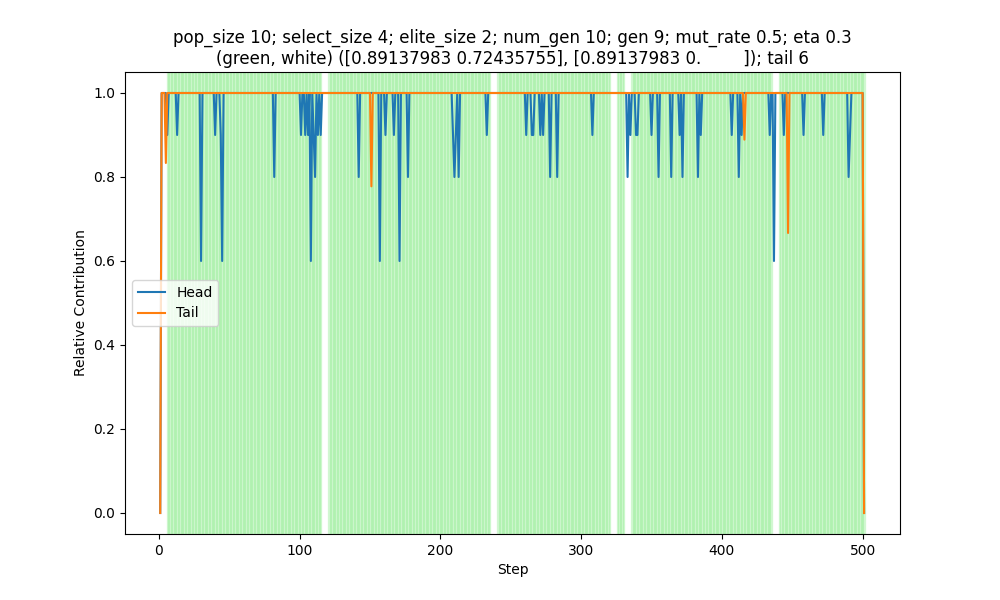 pop_size 10; select_size 4; elite_size 2; num_gen 10; gen 9; mut_rate 0.5; eta 0.3
(green, white) ([0.89137983 0.72435755], [0.89137983 0.         ]); tail 6
1.0
0.8
0.6
0.4
0.2
0.0
Relative Contribution
Head
Tail
0
100
200
300
400
500
Step